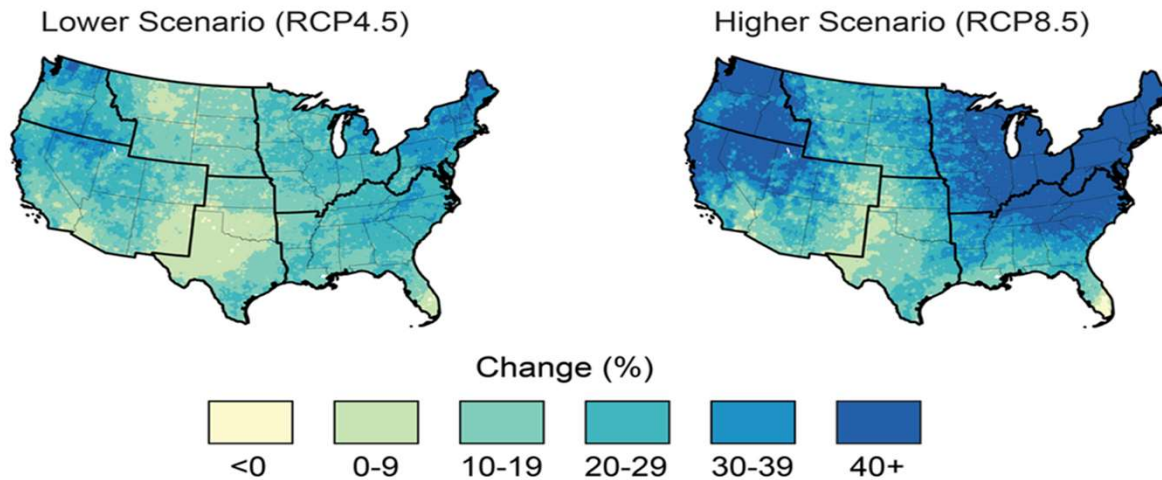 Lower Scenario (RCP4.5)
Higher Scenario (RCP8.5)
Change (%)
<0
0-9
10-19
20-29
30-39
40+